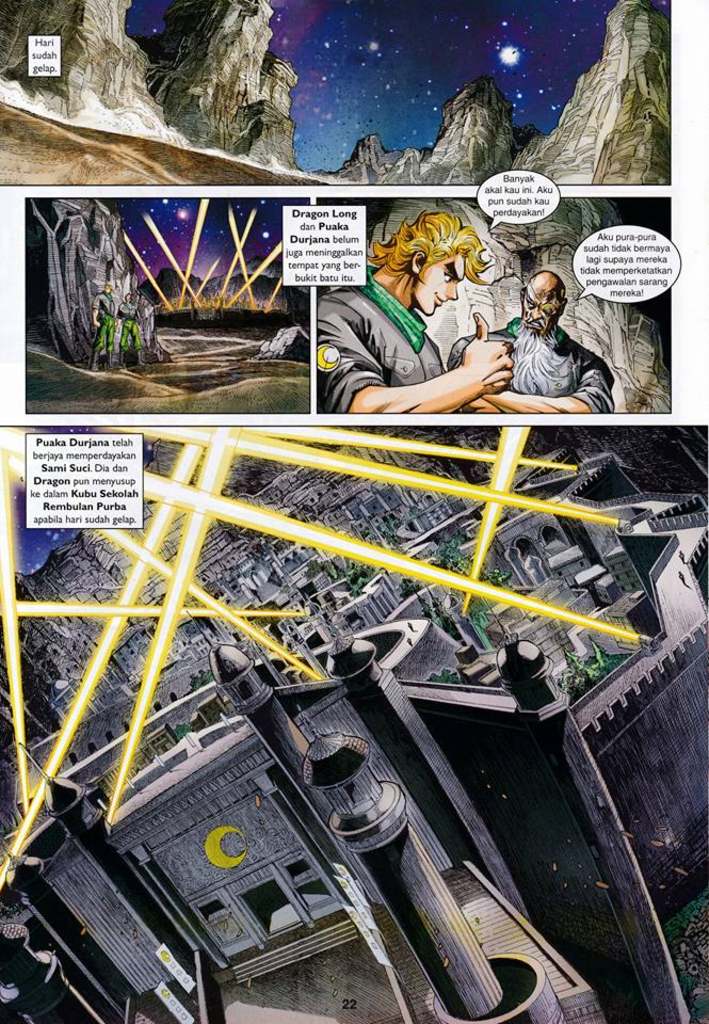 Hari
sudah
gelap.
Banyak
akal kau ini. Aku
pun sudah kau
perdayakan!
Dragon Long
dan Puaka
Durjana belum
juga meninggalkan
tempat yang ber-
bukit batu itu.
Aku pura-pura
sudah tidak bermaya
lagi supaya mereka
tidak memperketatkan
pengawalan sarang
mereka!
Puaka Durjana telah
berjaya memperdayakan
Sami Suci. Dia dan
Dragon pun menyusup
ke dalam Kubu Sekolah
Rembulan Purba
apabila hari sudah gelap.
22